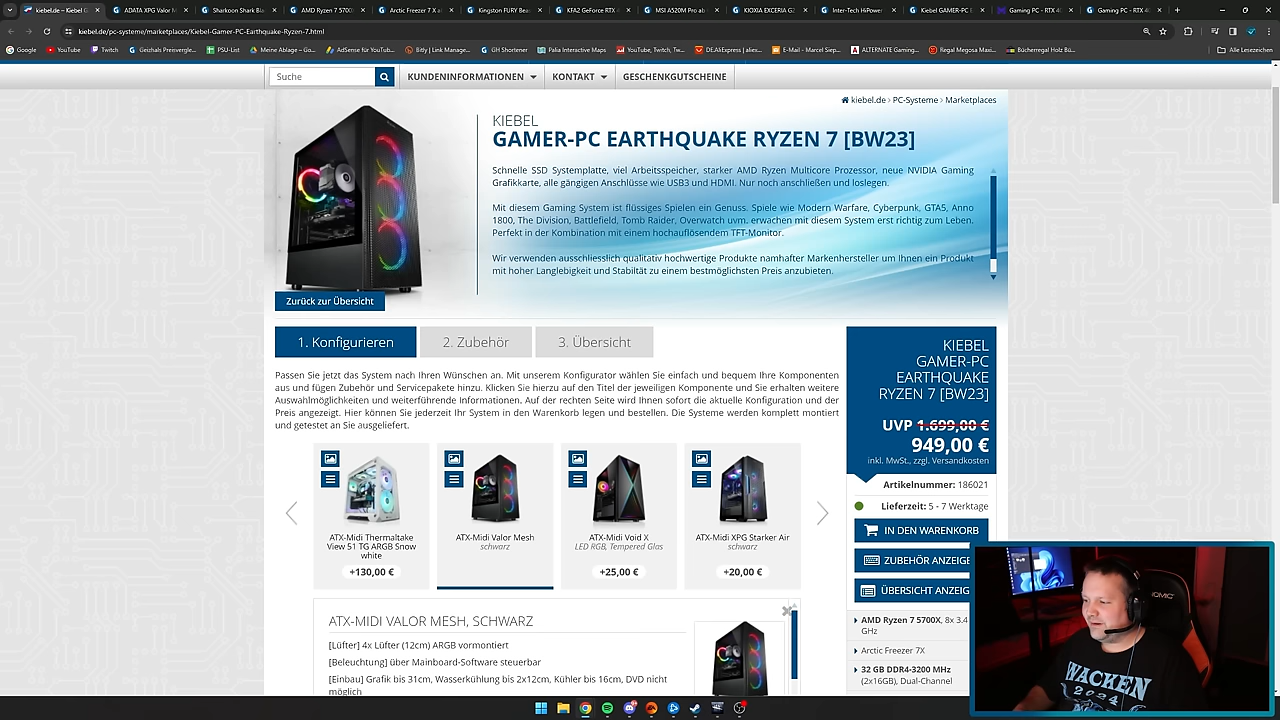 kiebel.de – Kiebel G
ADATA XPG Valor M
Sharkoon Shark Bla
AMD Ryzen 7 5700
Arctic Freezer 7 X a
Kingston FURY Bea
KFA2 GeForce RTX 4
MSI A520M Pro ab
KIOXIA EXCERIA G
Inter-Tech HiPower
Kiebel GAMER-PC
Gaming PC - RTX 4
Gaming PC - RTX 40
kiebel.de/pc-systeme/marketplaces/Kiebel-Gamer-PC-Earthquake-Ryzen-7.html
Google
YouTube
Twitch
Geizhals Preisvergle...
PSU-List
Meine Ablage – Go...
AdSense für YouTub...
Bitly | Link Manage...
GH Shortener
Palia Interactive Maps
YouTube, Twitch, Tw...
E-Mail – Marcel Siep...
ALTERNATE Gaming...
Regal Megosa Maxi...
Bücherregal Holz Bü...
Alle Lesezeichen
Suche
KUNDENINFORMATIONEN
KONTAKT
GESCHENKGUTSCHEINE
kiebel.de › PC-Systeme › Marketplaces
KIEBEL
GAMER-PC EARTHQUAKE RYZEN 7 [BW23]
Schnelle SSD Systemplatte, viel Arbeitsspeicher, starker AMD Ryzen Multicore Prozessor, neue NVIDIA Gaming
Grafikkarte, alle gängigen Anschlüsse wie USB3 und HDMI. Nur noch anschließen und loslegen.
Mit diesem Gaming System ist flüssiges Spielen ein Genuss. Spiele wie Modern Warfare, Cyberpunk, GTA5, Anno
1800, The Division, Battlefield, Tomb Raider, Overwatch uvm. erwachen mit diesem System erst richtig zum Leben.
Perfekt in der Kombination mit einem hochauflösendem TFT-Monitor.
Wir verwenden ausschliesslich qualitativ hochwertige Produkte namhafter Markenhersteller um Ihnen ein Produkt
mit hoher Langlebigkeit und Stabiltät zu einem bestmöglichsten Preis anzubieten.
Zurück zur Übersicht
1. Konfigurieren
2. Zubehör
3. Übersicht
Passen Sie jetzt das System nach Ihren Wünschen an. Mit unserem Konfigurator wählen Sie einfach und bequem Ihre Komponenten
aus und fügen Zubehör und Servicepakete hinzu. Klicken Sie hierzu auf den Titel der jeweiligen Komponente und Sie erhalten weitere
Auswahlmöglichkeiten und weiterführende Informationen. Auf der rechten Seite wird Ihnen sofort die aktuelle Konfiguration und der
Preis angezeigt. Hier können Sie jederzeit Ihr System in den Warenkorb legen und bestellen. Die Systeme werden komplett montiert
und getestet an Sie ausgeliefert.
KIEBEL
GAMER-PC
EARTHQUAKE
RYZEN 7 [BW23]
UVP 1.699,00 €
949,00 €
inkl. MwSt., zzgl. Versandkosten
Artikelnummer: 186021
Lieferzeit: 5 - 7 Werktage
IN DEN WARENKORB
ZUBEHÖR ANZEIGE
ÜBERSICHT ANZEIG
AMD Ryzen 7 5700X, 8x 3.4
GHz
Arctic Freezer 7X
32 GB DDR4-3200 MHz
(2x16GB), Dual-Channel
ATX-Midi Thermaltake
View 51 TG ARGB Snow
white
+130,00 €
ATX-Midi Valor Mesh
schwarz
ATX-Midi Void X
LED RGB, Tempered Glas
+25,00 €
ATX-Midi XPG Starker Air
schwarz
+20,00 €
ATX-MIDI VALOR MESH, SCHWARZ
[Lüfter] 4x Lüfter (12cm) ARGB vormontiert
[Beleuchtung] über Mainboard-Software steuerbar
[Einbau] Grafik bis 31cm, Wasserkühlung bis 2x12cm, Kühler bis 16cm, DVD nicht
möglich
WACKEN
2024